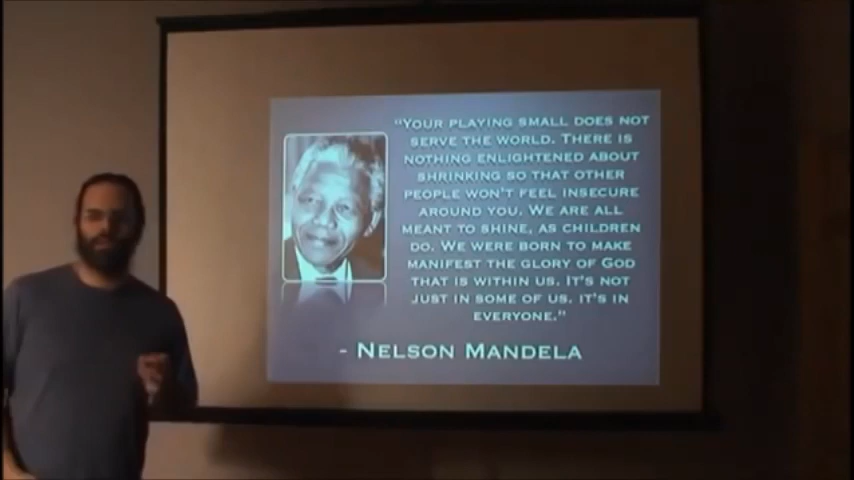 “YOUR PLAYING SMALL DOES NOT
SERVE THE WORLD. THERE IS
NOTHING ENLIGHTENED ABOUT
SHRINKING SO THAT OTHER
PEOPLE WON’T FEEL INSECURE
AROUND YOU. WE ARE ALL
MEANT TO SHINE, AS CHILDREN
DO. WE WERE BORN TO MAKE
MANIFEST THE GLORY OF GOD
THAT IS WITHIN US. IT’S NOT
JUST IN SOME OF US. IT’S IN
EVERYONE.”
- NELSON MANDELA